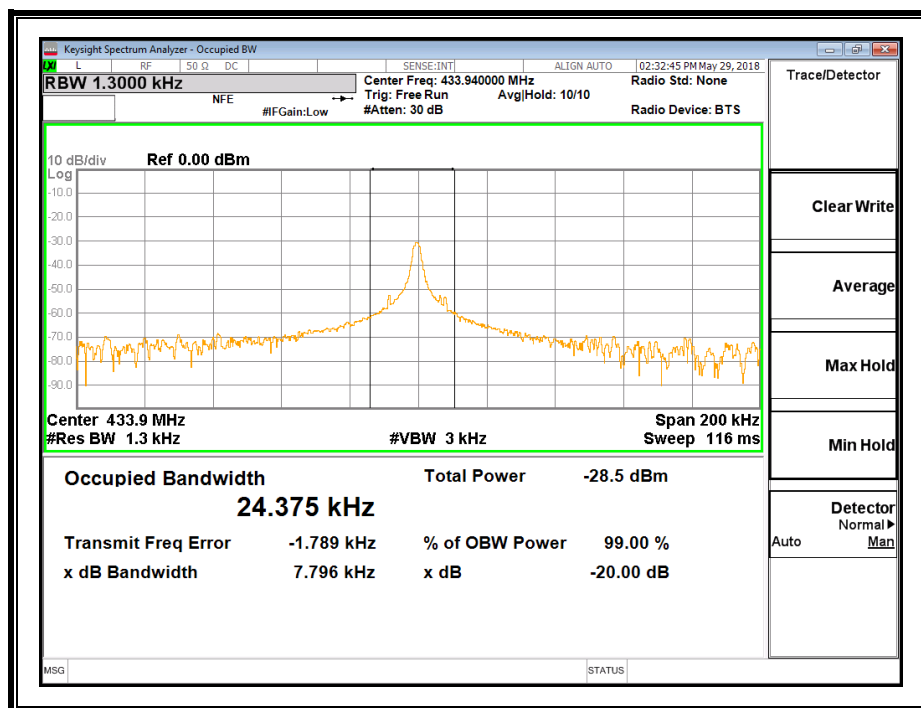 Keysight Spectrum Analyzer - Occupied BW
LXI L RF 50 Ω DC SENSE:INT ALIGN AUTO 02:32:45 PM May 29, 2018
RBW 1.3000 kHz
Center Freq: 433.940000 MHz
Radio Std: None
NFE
Trig: Free Run
Avg|Hold: 10/10
#IFGain:Low
#Atten: 30 dB
Radio Device: BTS
10 dB/div
Ref 0.00 dBm
Log
-10.0
-20.0
-30.0
-40.0
-50.0
-60.0
-70.0
-80.0
-90.0
Center 433.9 MHz
Span 200 kHz
#Res BW 1.3 kHz
#VBW 3 kHz
Sweep 116 ms
Occupied Bandwidth
Total Power -28.5 dBm
24.375 kHz
Transmit Freq Error -1.789 kHz
% of OBW Power 99.00 %
x dB Bandwidth 7.796 kHz
x dB -20.00 dB
Trace/Detector
Clear Write
Average
Max Hold
Min Hold
Detector
Normal▶
Auto Man
MSG
STATUS